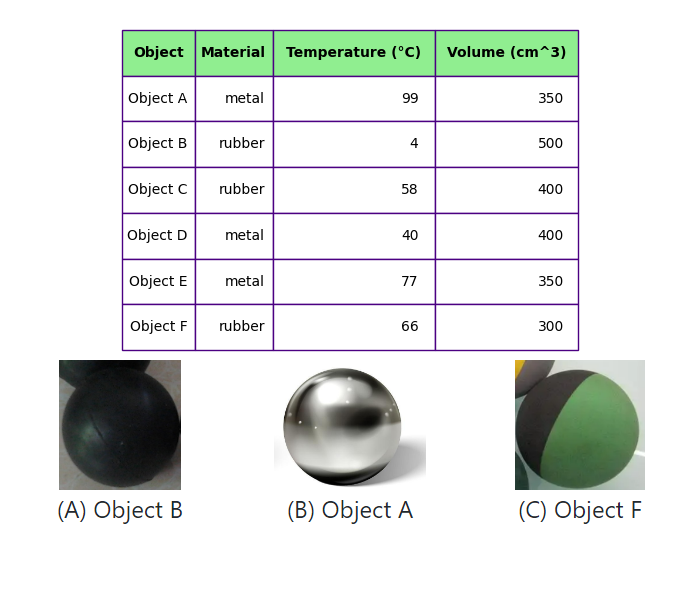 Object Material Temperature (°C) Volume (cm^3)
Object A metal 99 350
Object B rubber 4 500
Object C rubber 58 400
Object D metal 40 400
Object E metal 77 350
Object F rubber 66 300
(A) Object B (B) Object A (C) Object F